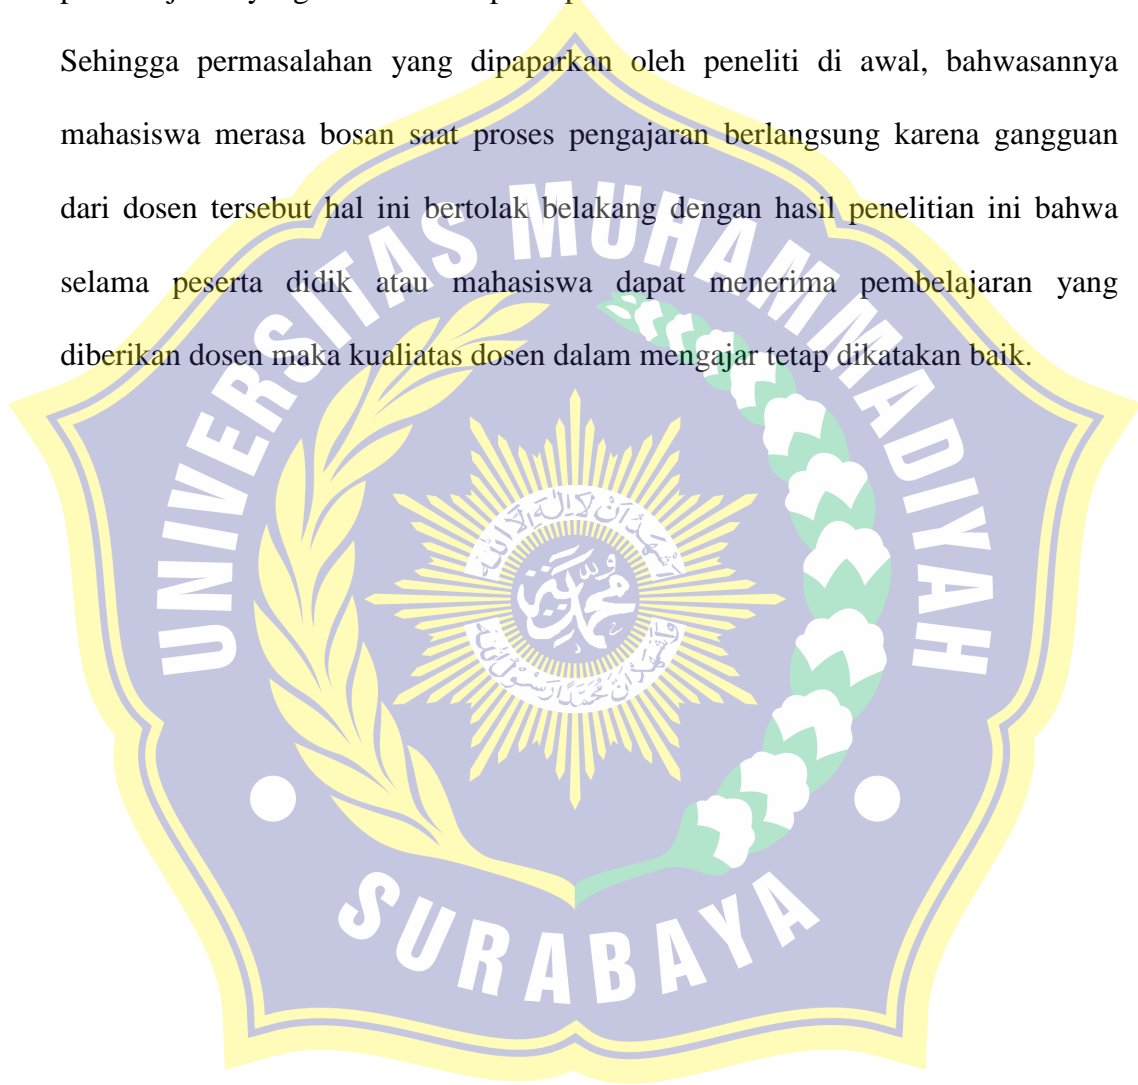 Sehingga permasalahan yang dipaparkan oleh peneliti di awal, bahwasannya
mahasiswa merasa bosan saat proses pengajaran berlangsung karena gangguan
dari dosen tersebut hal ini bertolak belakang dengan hasil penelitian ini bahwa
selama peserta didik atau mahasiswa dapat menerima pembelajaran yang
diberikan dosen maka kualiatas dosen dalam mengajar tetap dikatakan baik.
UNIVERSITAS MUHAMMADIYAH
SURABAYA